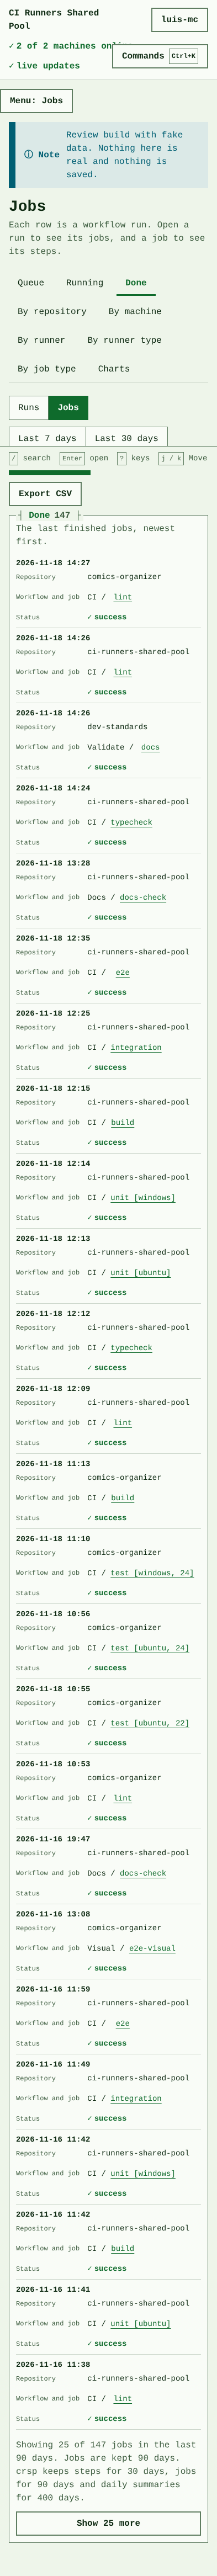 CI Runners Shared
Pool
luis-mc
✓ 2 of 2 machines
✓ live updates
Commands Ctrl+K
Menu: Jobs
ⓘ Note
Review build with fake
data. Nothing here is
real and nothing is
saved.
Jobs
Each row is a workflow run. Open a
run to see its jobs, and a job to see
its steps.
Queue Running Done
By repository By machine
By runner By runner type
By job type Charts
Runs Jobs
Last 7 days Last 30 days
/ search Enter open ? keys j / k Move
Export CSV
Done 147
The last finished jobs, newest
first.
2026-11-18 14:27
Repository comics-organizer
Workflow and job CI / lint
Status ✓ success
2026-11-18 14:26
Repository ci-runners-shared-pool
Workflow and job CI / lint
Status ✓ success
2026-11-18 14:26
Repository dev-standards
Workflow and job Validate / docs
Status ✓ success
2026-11-18 14:24
Repository ci-runners-shared-pool
Workflow and job CI / typecheck
Status ✓ success
2026-11-18 13:28
Repository ci-runners-shared-pool
Workflow and job Docs / docs-check
Status ✓ success
2026-11-18 12:35
Repository ci-runners-shared-pool
Workflow and job CI / e2e
Status ✓ success
2026-11-18 12:25
Repository ci-runners-shared-pool
Workflow and job CI / integration
Status ✓ success
2026-11-18 12:15
Repository ci-runners-shared-pool
Workflow and job CI / build
Status ✓ success
2026-11-18 12:14
Repository ci-runners-shared-pool
Workflow and job CI / unit [windows]
Status ✓ success
2026-11-18 12:13
Repository ci-runners-shared-pool
Workflow and job CI / unit [ubuntu]
Status ✓ success
2026-11-18 12:12
Repository ci-runners-shared-pool
Workflow and job CI / typecheck
Status ✓ success
2026-11-18 12:09
Repository ci-runners-shared-pool
Workflow and job CI / lint
Status ✓ success
2026-11-18 11:13
Repository comics-organizer
Workflow and job CI / build
Status ✓ success
2026-11-18 11:10
Repository comics-organizer
Workflow and job CI / test [windows, 24]
Status ✓ success
2026-11-18 10:56
Repository comics-organizer
Workflow and job CI / test [ubuntu, 24]
Status ✓ success
2026-11-18 10:55
Repository comics-organizer
Workflow and job CI / test [ubuntu, 22]
Status ✓ success
2026-11-18 10:53
Repository comics-organizer
Workflow and job CI / lint
Status ✓ success
2026-11-16 19:47
Repository ci-runners-shared-pool
Workflow and job Docs / docs-check
Status ✓ success
2026-11-16 13:08
Repository comics-organizer
Workflow and job Visual / e2e-visual
Status ✓ success
2026-11-16 11:59
Repository ci-runners-shared-pool
Workflow and job CI / e2e
Status ✓ success
2026-11-16 11:49
Repository ci-runners-shared-pool
Workflow and job CI / integration
Status ✓ success
2026-11-16 11:42
Repository ci-runners-shared-pool
Workflow and job CI / unit [windows]
Status ✓ success
2026-11-16 11:42
Repository ci-runners-shared-pool
Workflow and job CI / build
Status ✓ success
2026-11-16 11:41
Repository ci-runners-shared-pool
Workflow and job CI / unit [ubuntu]
Status ✓ success
2026-11-16 11:38
Repository ci-runners-shared-pool
Workflow and job CI / lint
Status ✓ success
Showing 25 of 147 jobs in the last
90 days. Jobs are kept 90 days.
crsp keeps steps for 30 days, jobs
for 90 days and daily summaries
for 400 days.
Show 25 more